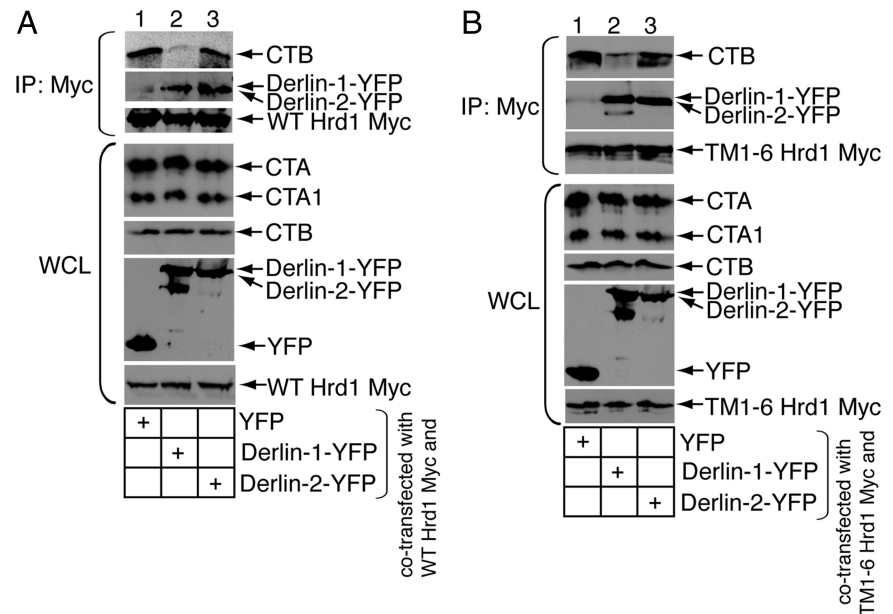 A
1 2 3
IP: Myc
CTB
Derlin-1-YFP
Derlin-2-YFP
WT Hrd1 Myc
WCL
CTA
CTA1
CTB
Derlin-1-YFP
Derlin-2-YFP
YFP
WT Hrd1 Myc
+ YFP
+ Derlin-1-YFP
+ Derlin-2-YFP
co-transfected with
WT Hrd1 Myc and
B
1 2 3
IP: Myc
CTB
Derlin-1-YFP
Derlin-2-YFP
TM1-6 Hrd1 Myc
WCL
CTA
CTA1
CTB
Derlin-1-YFP
Derlin-2-YFP
YFP
TM1-6 Hrd1 Myc
+ YFP
+ Derlin-1-YFP
+ Derlin-2-YFP
co-transfected with
TM1-6 Hrd1 Myc and